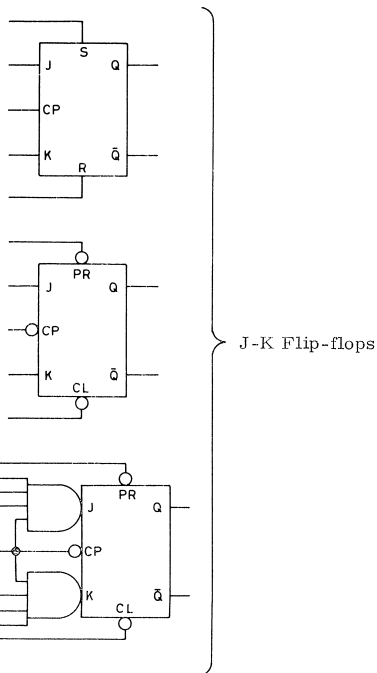 S
J Q
CP
K Q̄
R
PR
J Q
CP
K Q̄
CL
J-K Flip-flops
PR
J Q
CP
K Q̄
CL